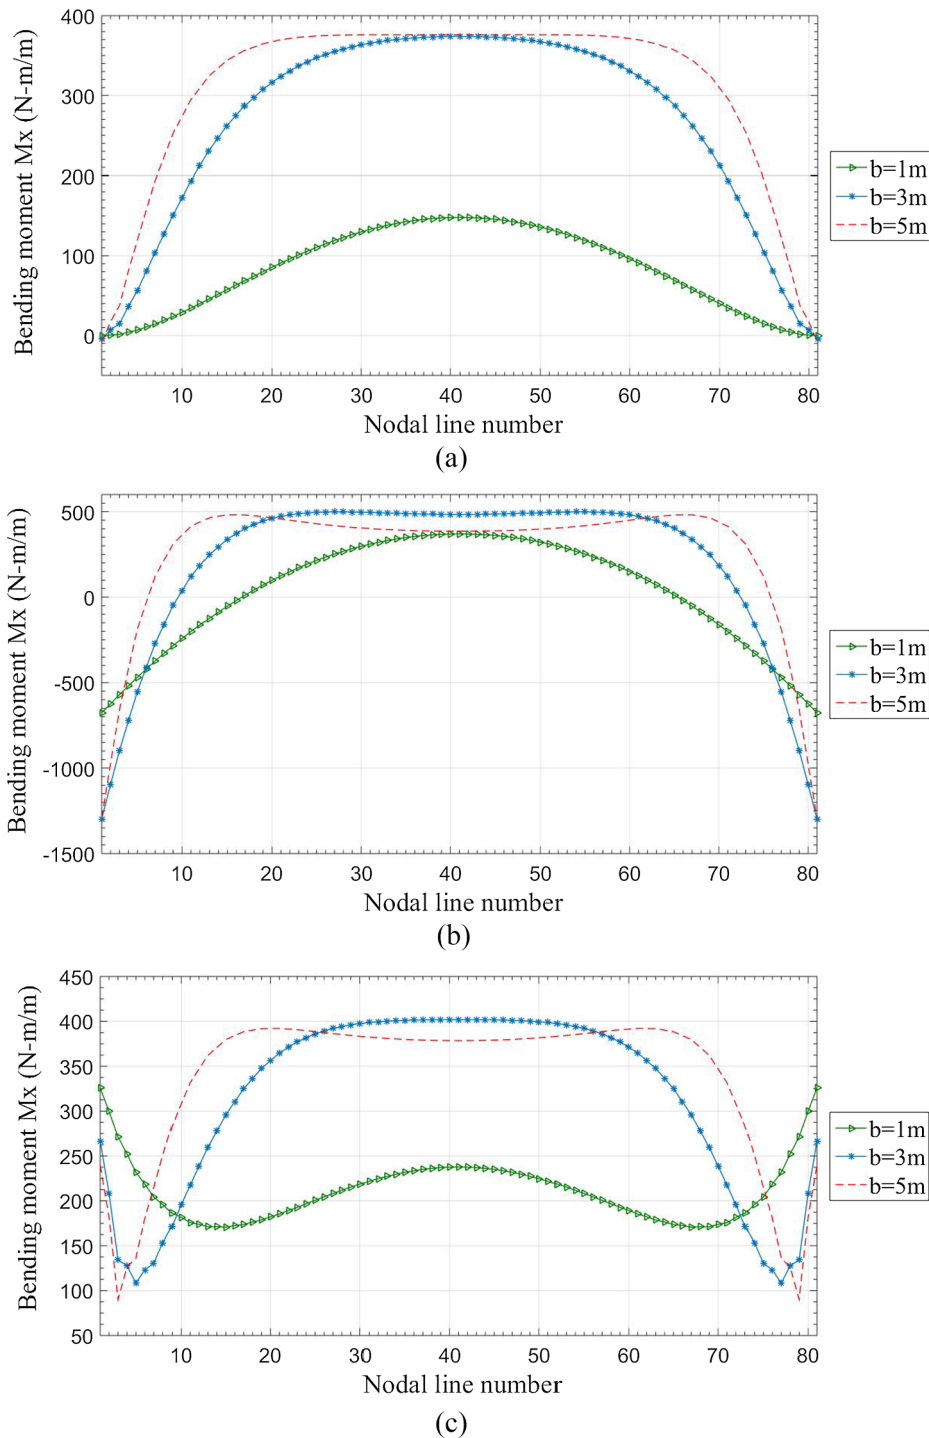 400
300
200
100
0
Bending moment Mx (N-m/m)
10 20 30 40 50 60 70 80
Nodal line number
b=1m
b=3m
b=5m
(a)
500
0
-500
-1000
-1500
Bending moment Mx (N-m/m)
10 20 30 40 50 60 70 80
Nodal line number
b=1m
b=3m
b=5m
(b)
450
400
350
300
250
200
150
100
50
Bending moment Mx (N-m/m)
10 20 30 40 50 60 70 80
Nodal line number
b=1m
b=3m
b=5m
(c)